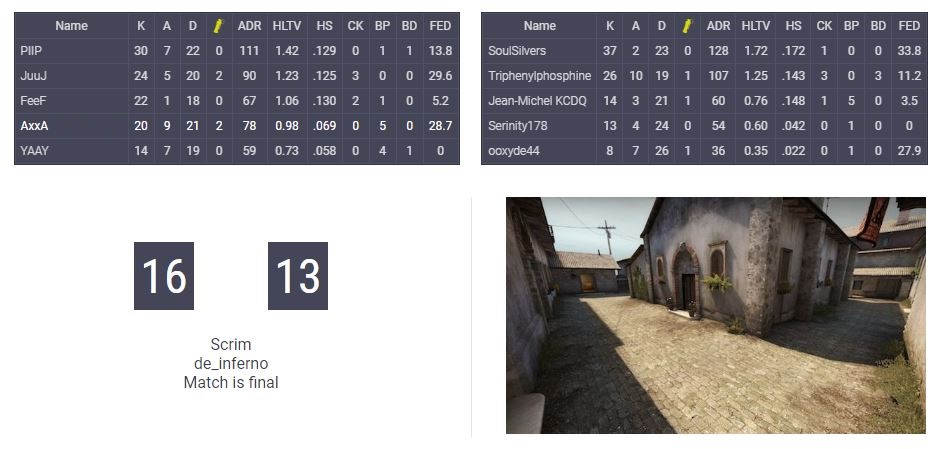 Name K A D ADR HLTV HS CK BP BD FED
PIIP 30 7 22 0 111 1.42 .129 0 1 1 13.8
JuuJ 24 5 20 2 90 1.23 .125 3 0 0 29.6
FeeF 22 1 18 0 67 1.06 .130 2 1 0 5.2
AxxA 20 9 21 2 78 0.98 .069 0 5 0 28.7
YAAY 14 7 19 0 59 0.73 .058 0 4 1 0
Name K A D ADR HLTV HS CK BP BD FED
SoulSilvers 37 2 23 0 128 1.72 .172 1 0 0 33.8
Triphenylphosphine 26 10 19 1 107 1.25 .143 3 0 3 11.2
Jean-Michel KCDQ 14 3 21 1 60 0.76 .148 1 5 0 3.5
Serinity178 13 4 24 0 54 0.60 .042 0 1 0 0
ooxyde44 8 7 26 1 36 0.35 .022 0 1 0 27.9
16 13
Scrim
de_inferno
Match is final